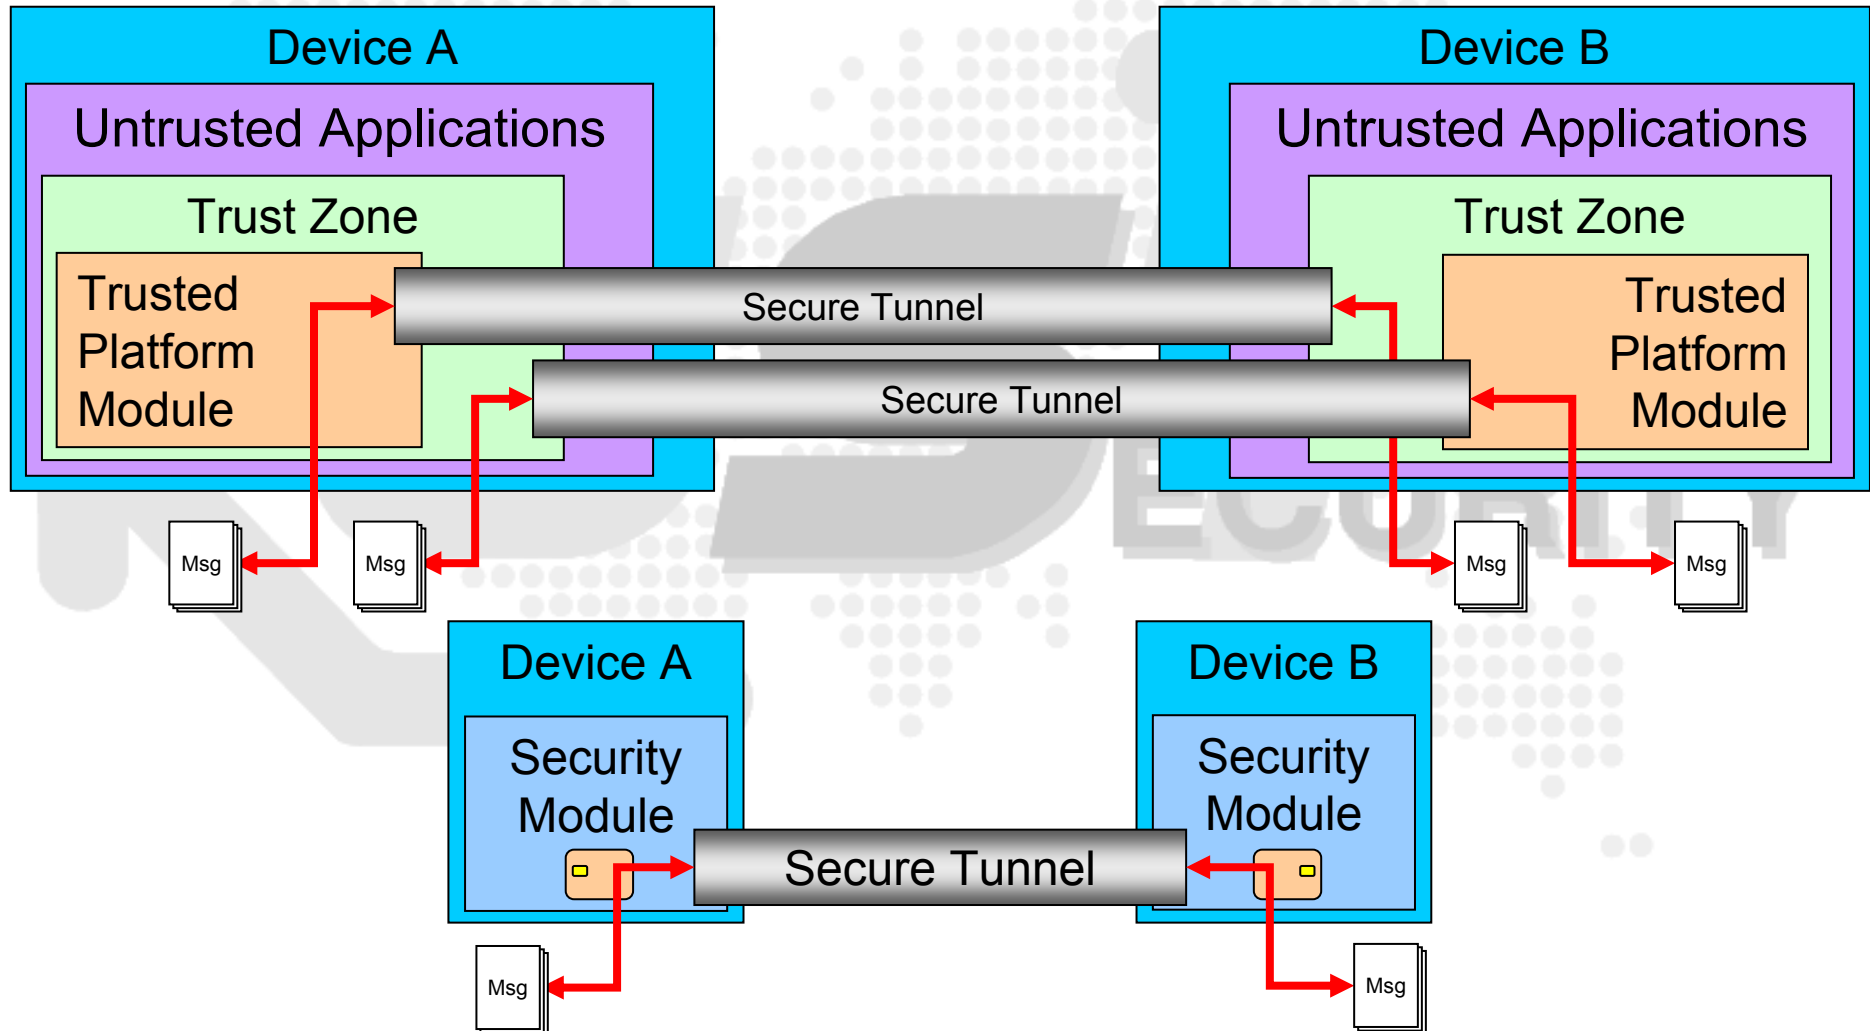 Device A
Untrusted Applications
Trust Zone
Trusted
Platform
Module
Device B
Untrusted Applications
Trust Zone
Trusted
Platform
Module
Secure Tunnel
Secure Tunnel
Msg
Msg
Msg
Msg
SECURITY
Device A
Security
Module
Device B
Security
Module
Secure Tunnel
Msg
Msg